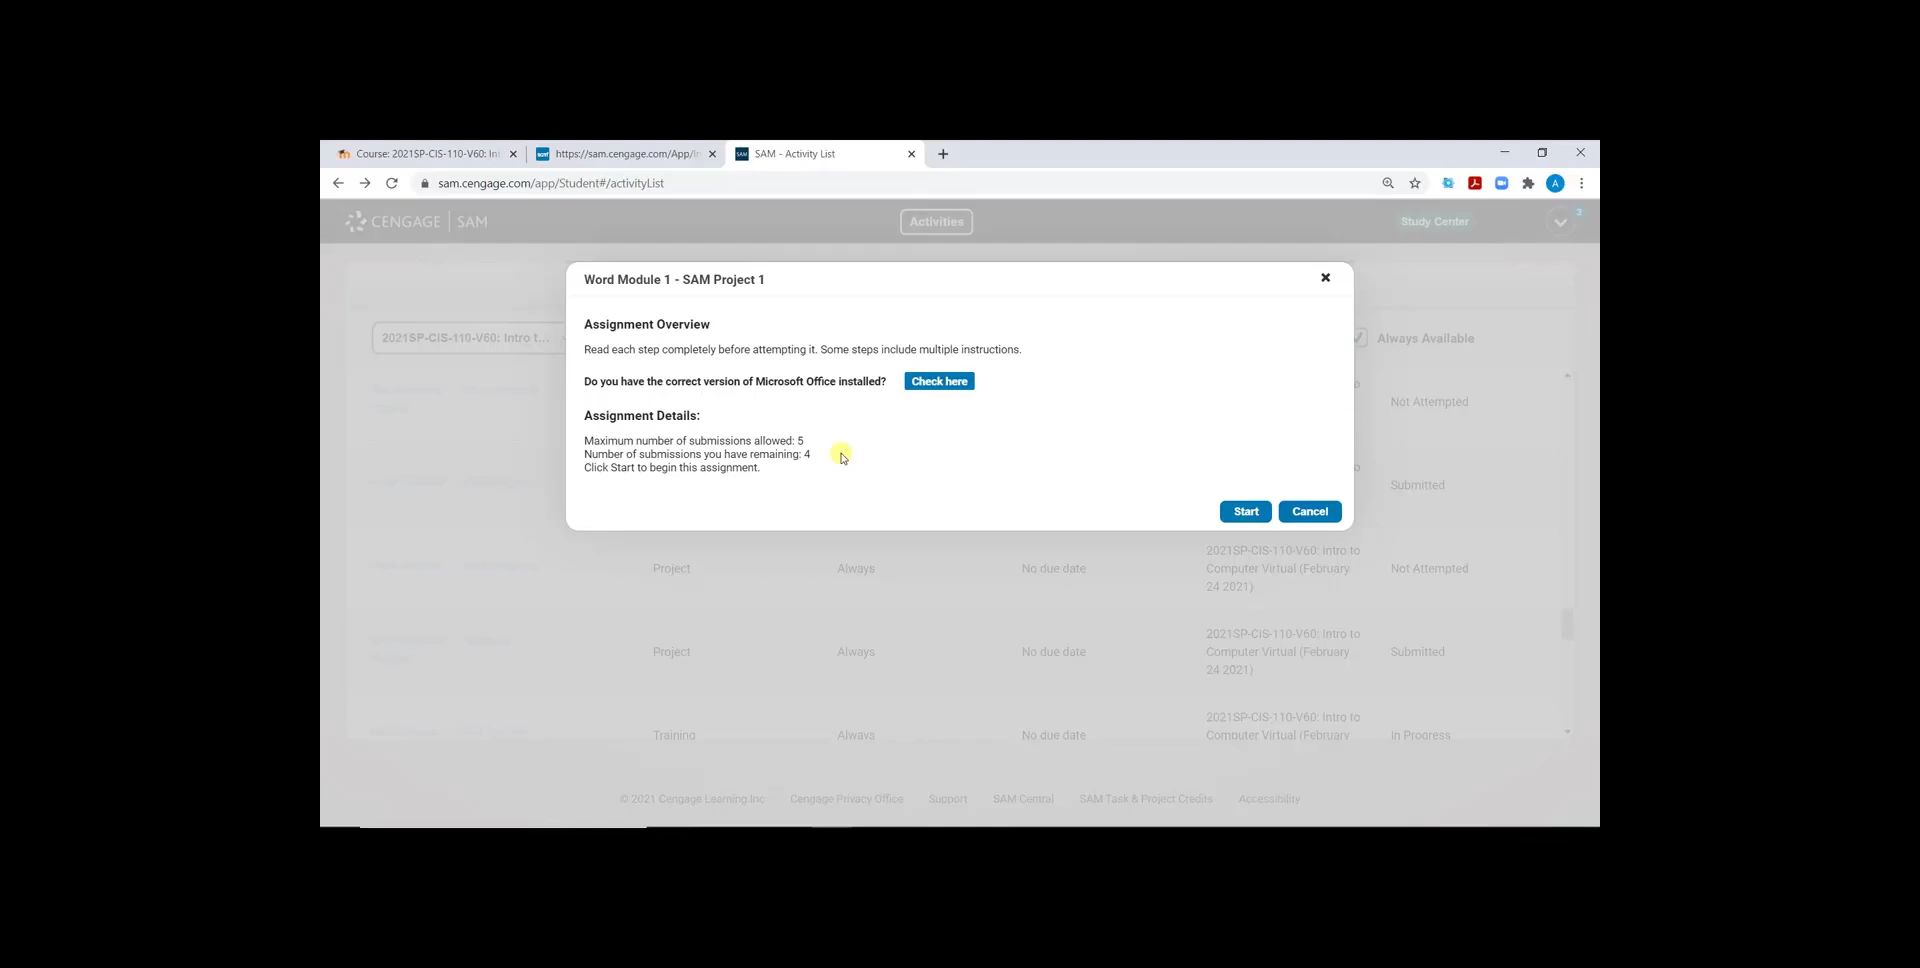 Course: 2021SP-CIS-110-V60: In
https://sam.cengage.com/App/In
SAM
SAM - Activity List
sam.cengage.com/app/Student#/activityList
A
CENGAGE | SAM
Activities
Study Center
3
Word Module 1 - SAM Project 1
2021SP-CIS-110-V60: Intro t...
Always Available
Assignment Overview
Read each step completely before attempting it. Some steps include multiple instructions.
Do you have the correct version of Microsoft Office installed?
Check here
Not Attempted
Assignment Details:
Maximum number of submissions allowed: 5
Number of submissions you have remaining: 4
Click Start to begin this assignment.
Submitted
Start
Cancel
Project
Always
No due date
2021SP-CIS-110-V60: Intro to
Computer Virtual (February
24 2021)
Not Attempted
Project
Always
No due date
2021SP-CIS-110-V60: Intro to
Computer Virtual (February
24 2021)
Submitted
Training
Always
No due date
2021SP-CIS-110-V60: Intro to
Computer Virtual (February
In Progress
© 2021 Cengage Learning Inc
Cengage Privacy Office
Support
SAM Central
SAM Task & Project Credits
Accessibility